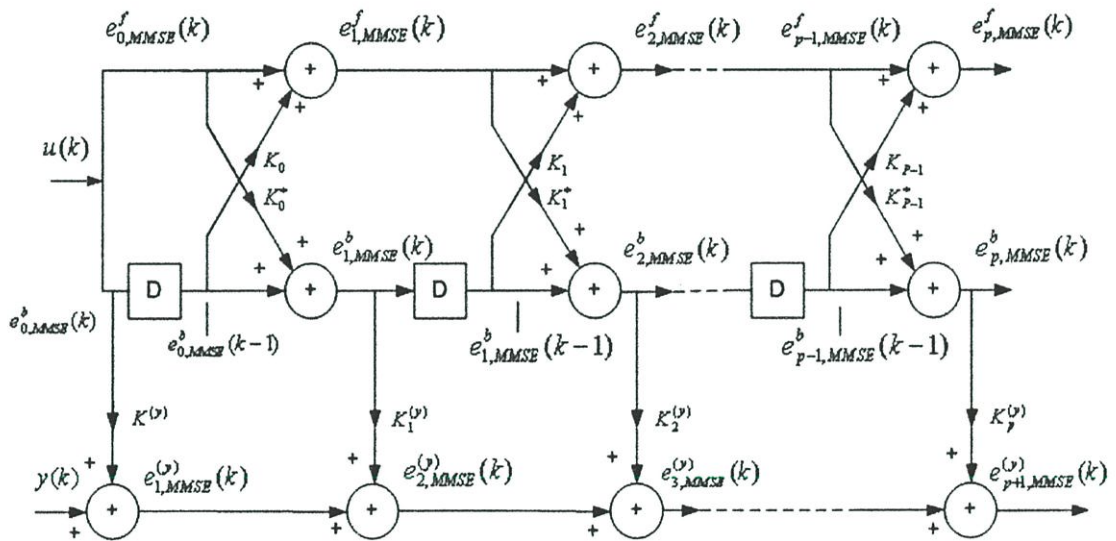 e^f_{0,MMSE}(k) e^f_{1,MMSE}(k) e^f_{2,MMSE}(k) e^f_{p-1,MMSE}(k) e^f_{p,MMSE}(k)
+ + + +
+ + +
u(k) K_0 K_1 K_{P-1}
K_0^* K_1^* K_{P-1}^*
+ e^b_{1,MMSE}(k) + e^b_{2,MMSE}(k) + e^b_{p,MMSE}(k)
D + + D + + D + +
e^b_{0,MMSE}(k) e^b_{0,MMSE}(k-1) e^b_{1,MMSE}(k-1) e^b_{p-1,MMSE}(k-1)
K^{(y)} K_1^{(y)} K_2^{(y)} K_p^{(y)}
+ + + +
y(k) e^{(y)}_{1,MMSE}(k) e^{(y)}_{2,MMSE}(k) e^{(y)}_{3,MMSE}(k) e^{(y)}_{p+1,MMSE}(k)
+ + + +
+ + + +